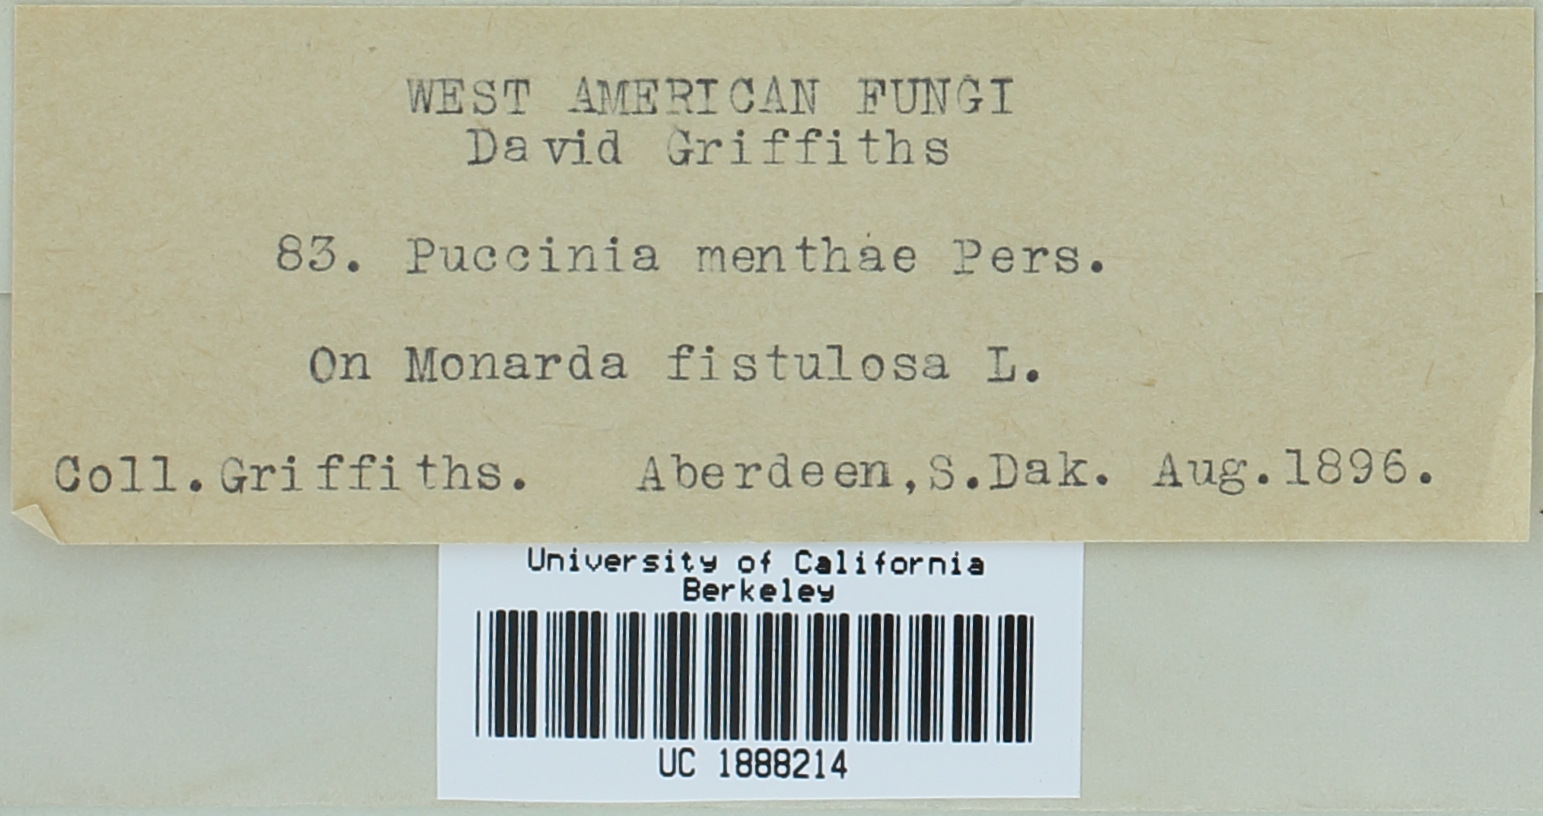 WEST AMERICAN FUNGI
David Griffiths
83. Puccinia menthae Pers.
On Monarda fistulosa L.
Coll. Griffiths. Aberdeen, S. Dak. Aug. 1896.
University of California
Berkeley
UC 1888214